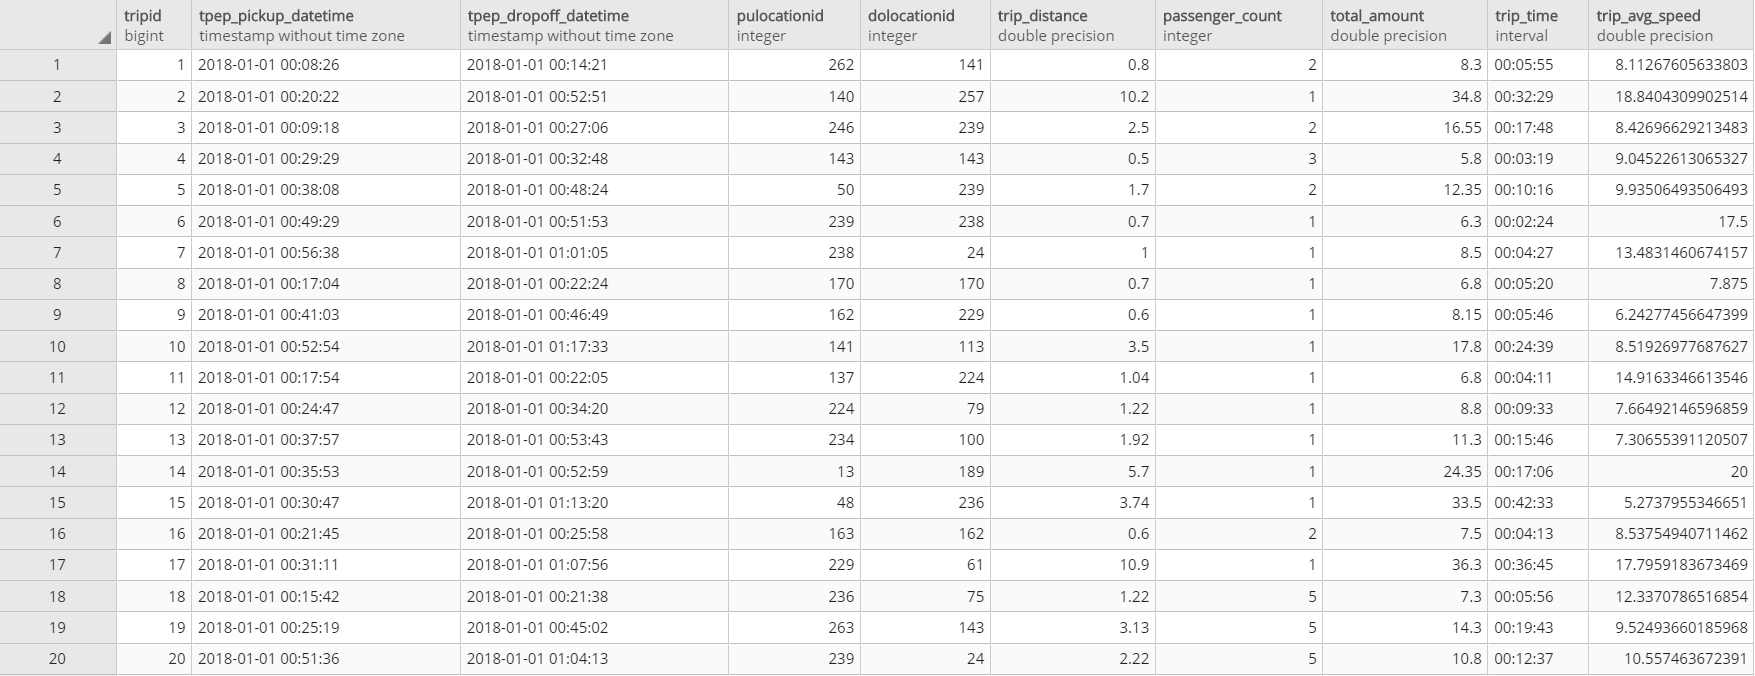 tripid tpep_pickup_datetime tpep_dropoff_datetime pulocationid dolocationid trip_distance passenger_count total_amount trip_time trip_avg_speed
bigint timestamp without time zone timestamp without time zone integer integer double precision integer double precision interval double precision
1 1 2018-01-01 00:08:26 2018-01-01 00:14:21 262 141 0.8 2 8.3 00:05:55 8.11267605633803
2 2 2018-01-01 00:20:22 2018-01-01 00:52:51 140 257 10.2 1 34.8 00:32:29 18.8404309902514
3 3 2018-01-01 00:09:18 2018-01-01 00:27:06 246 239 2.5 2 16.55 00:17:48 8.42696629213483
4 4 2018-01-01 00:29:29 2018-01-01 00:32:48 143 143 0.5 3 5.8 00:03:19 9.04522613065327
5 5 2018-01-01 00:38:08 2018-01-01 00:48:24 50 239 1.7 2 12.35 00:10:16 9.93506493506493
6 6 2018-01-01 00:49:29 2018-01-01 00:51:53 239 238 0.7 1 6.3 00:02:24 17.5
7 7 2018-01-01 00:56:38 2018-01-01 01:01:05 238 24 1 1 8.5 00:04:27 13.4831460674157
8 8 2018-01-01 00:17:04 2018-01-01 00:22:24 170 170 0.7 1 6.8 00:05:20 7.875
9 9 2018-01-01 00:41:03 2018-01-01 00:46:49 162 229 0.6 1 8.15 00:05:46 6.24277456647399
10 10 2018-01-01 00:52:54 2018-01-01 01:17:33 141 113 3.5 1 17.8 00:24:39 8.51926977687627
11 11 2018-01-01 00:17:54 2018-01-01 00:22:05 137 224 1.04 1 6.8 00:04:11 14.9163346613546
12 12 2018-01-01 00:24:47 2018-01-01 00:34:20 224 79 1.22 1 8.8 00:09:33 7.66492146596859
13 13 2018-01-01 00:37:57 2018-01-01 00:53:43 234 100 1.92 1 11.3 00:15:46 7.30655391120507
14 14 2018-01-01 00:35:53 2018-01-01 00:52:59 13 189 5.7 1 24.35 00:17:06 20
15 15 2018-01-01 00:30:47 2018-01-01 01:13:20 48 236 3.74 1 33.5 00:42:33 5.2737955346651
16 16 2018-01-01 00:21:45 2018-01-01 00:25:58 163 162 0.6 2 7.5 00:04:13 8.53754940711462
17 17 2018-01-01 00:31:11 2018-01-01 01:07:56 229 61 10.9 1 36.3 00:36:45 17.7959183673469
18 18 2018-01-01 00:15:42 2018-01-01 00:21:38 236 75 1.22 5 7.3 00:05:56 12.3370786516854
19 19 2018-01-01 00:25:19 2018-01-01 00:45:02 263 143 3.13 5 14.3 00:19:43 9.52493660185968
20 20 2018-01-01 00:51:36 2018-01-01 01:04:13 239 24 2.22 5 10.8 00:12:37 10.557463672391